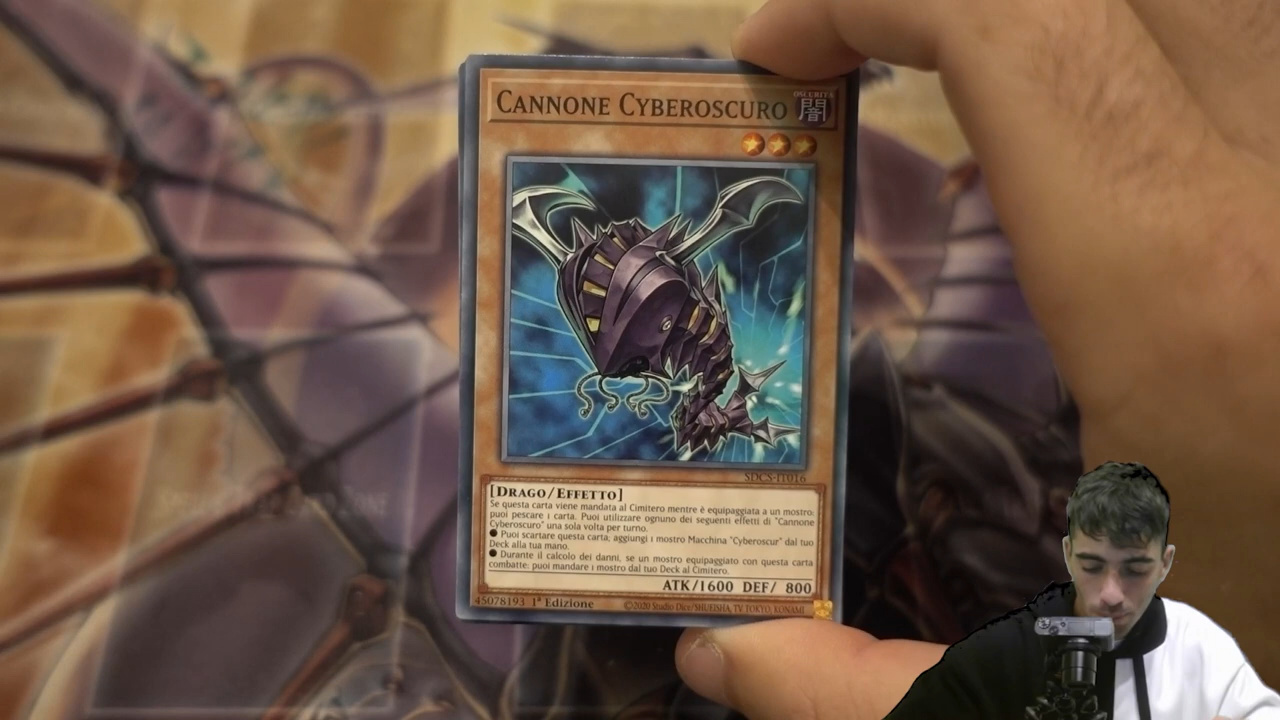 CANNONE CYBEROSCURO
OSCURITÀ
闇
SDCS-IT016
[DRAGO/EFFETTO]
Se questa carta viene mandata al Cimitero mentre è equipaggiata a un mostro:
puoi pescare 1 carta. Puoi utilizzare ognuno dei seguenti effetti di "Cannone
Cyberoscuro" una sola volta per turno.
● Puoi scartare questa carta; aggiungi 1 mostro Macchina "Cyberoscur" dal tuo
Deck alla tua mano.
● Durante il calcolo dei danni, se un mostro equipaggiato con questa carta
combatte: puoi mandare 1 mostro dal tuo Deck al Cimitero.
ATK/1600 DEF/ 800
45078193 1ª Edizione ©2020 Studio Dice/SHUEISHA, TV TOKYO, KONAMI